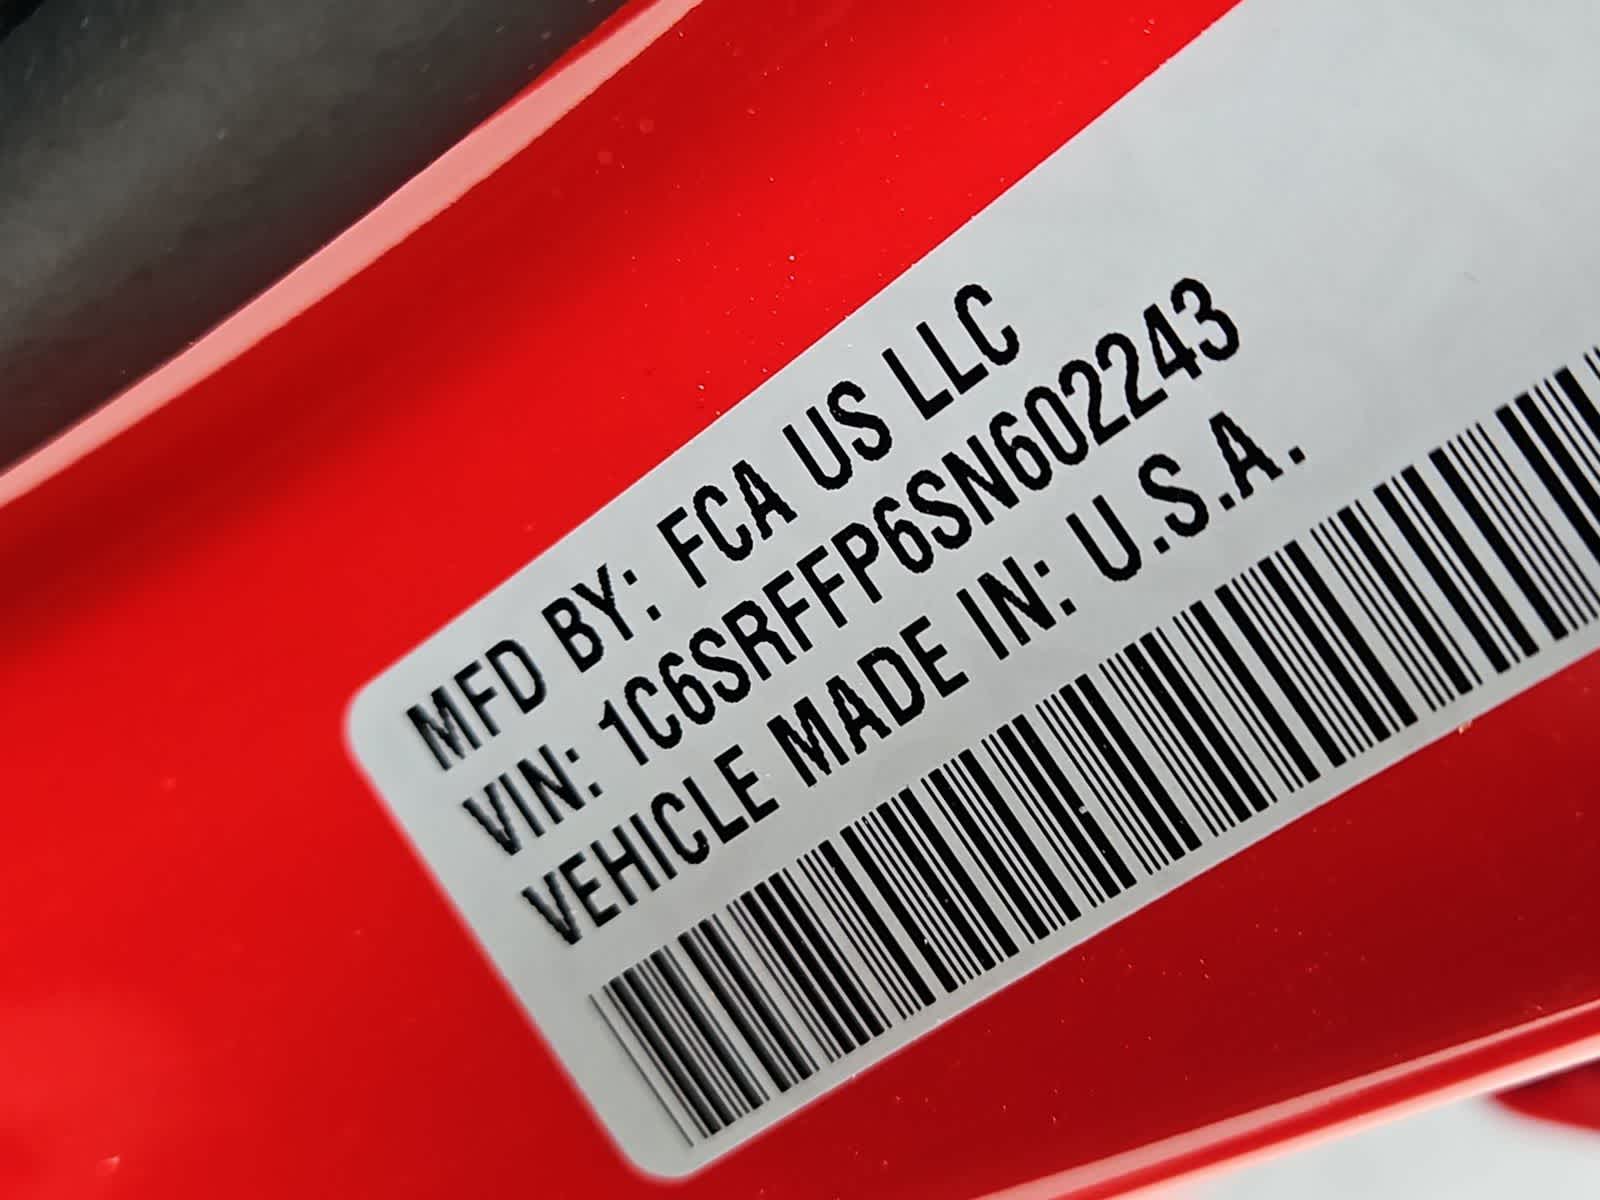 MFD BY: FCA US LLC
VIN: 1C6SRFFP6SN602243
VEHICLE MADE IN: U.S.A.